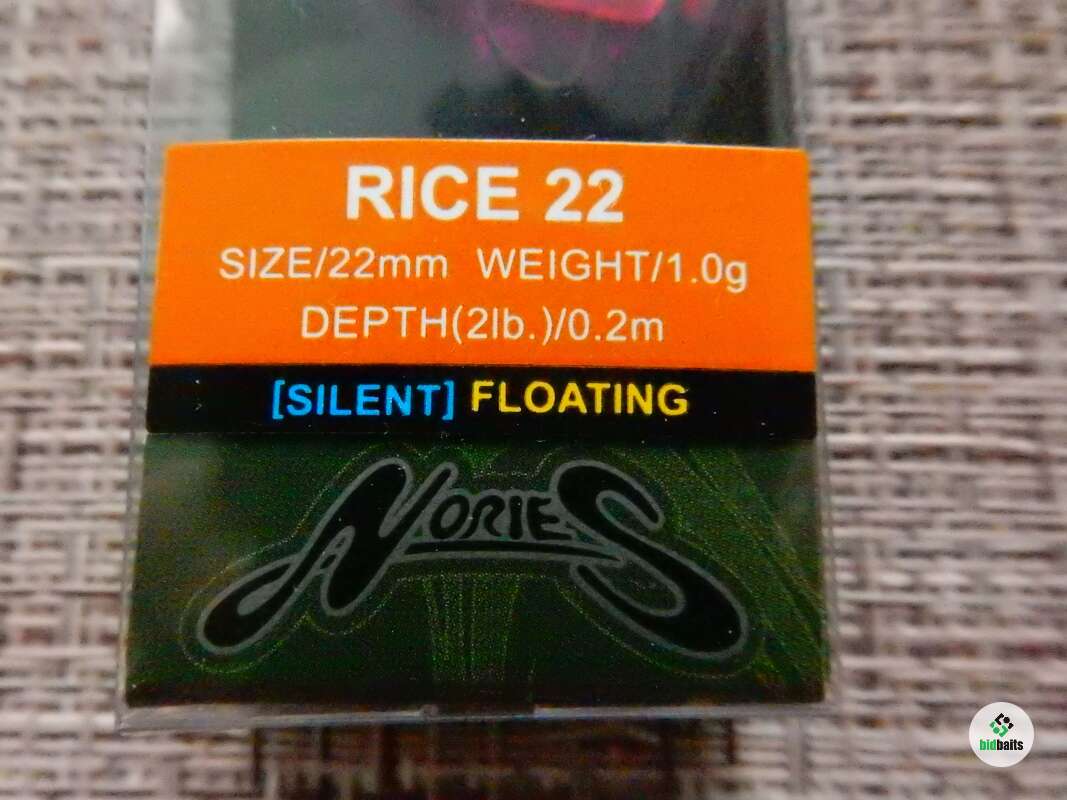 RICE 22
SIZE/22mm WEIGHT/1.0g
DEPTH(2lb.)/0.2m
[SILENT] FLOATING
NORIES
bidbaits